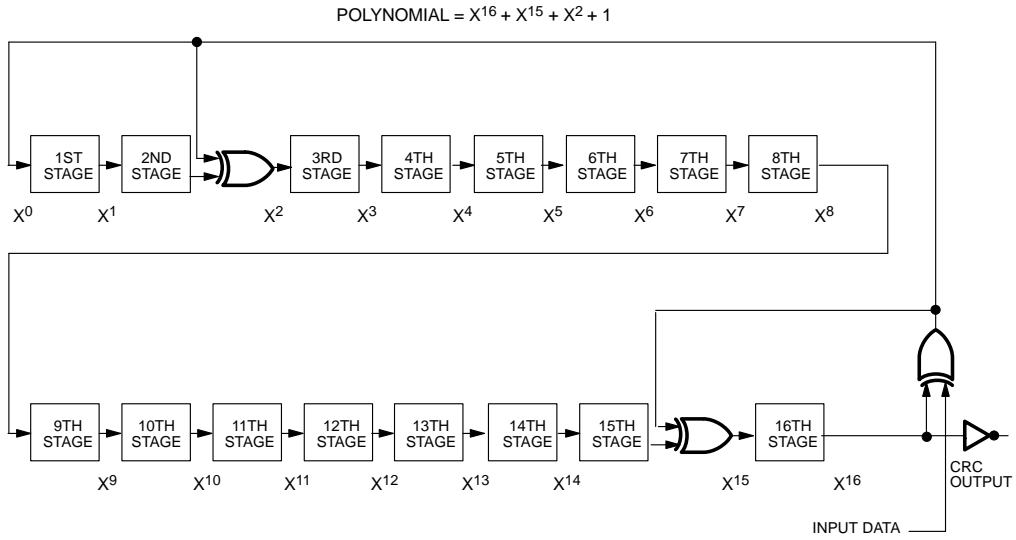 POLYNOMIAL = X16 + X15 + X2 + 1
1ST STAGE
2ND STAGE
3RD STAGE
4TH STAGE
5TH STAGE
6TH STAGE
7TH STAGE
8TH STAGE
X0
X1
X2
X3
X4
X5
X6
X7
X8
9TH STAGE
10TH STAGE
11TH STAGE
12TH STAGE
13TH STAGE
14TH STAGE
15TH STAGE
16TH STAGE
X9
X10
X11
X12
X13
X14
X15
X16
CRC OUTPUT
INPUT DATA